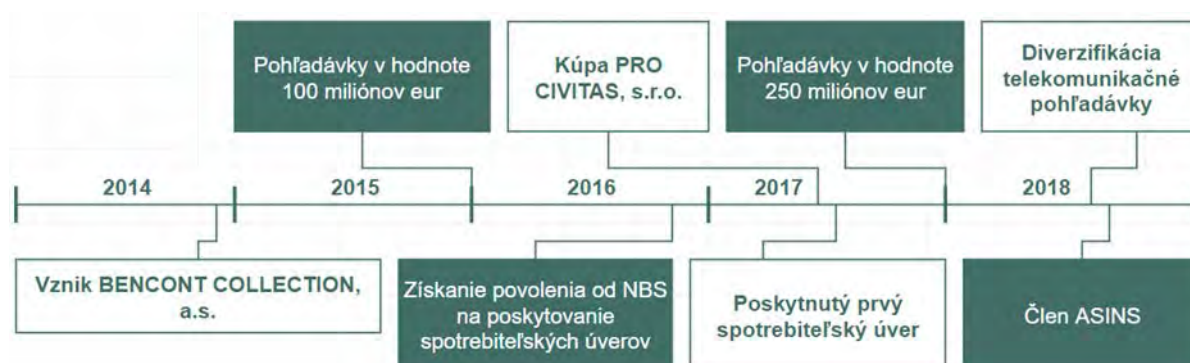 Pohľadávky v hodnote
100 miliónov eur
Kúpa PRO
CIVITAS, s.r.o.
Pohľadávky v hodnote
250 miliónov eur
Diverzifikácia
telekomunikačné
pohľadávky
2014
2015
2016
2017
2018
Vznik BENCONT COLLECTION,
a.s.
Získanie povolenia od NBS
na poskytovanie
spotrebiteľských úverov
Poskytnutý prvý
spotrebiteľský úver
Člen ASINS